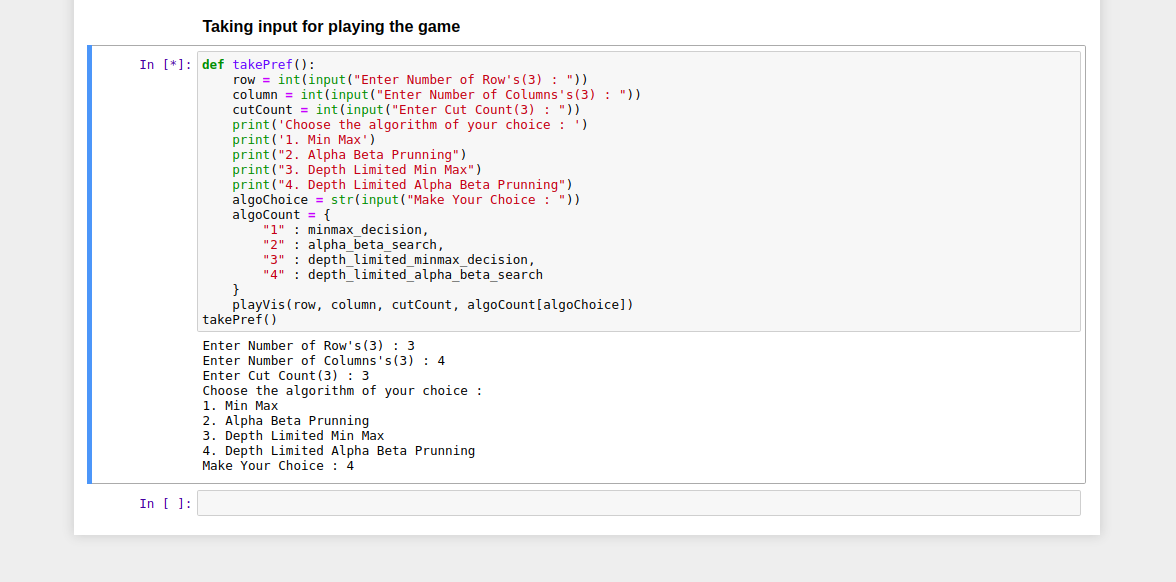 Taking input for playing the game
In [*]: def takePref():
    row = int(input("Enter Number of Row's(3) : "))
    column = int(input("Enter Number of Columns's(3) : "))
    cutCount = int(input("Enter Cut Count(3) : "))
    print('Choose the algorithm of your choice : ')
    print('1. Min Max')
    print("2. Alpha Beta Prunning")
    print("3. Depth Limited Min Max")
    print("4. Depth Limited Alpha Beta Prunning")
    algoChoice = str(input("Make Your Choice : "))
    algoCount = {
        "1" : minmax_decision,
        "2" : alpha_beta_search,
        "3" : depth_limited_minmax_decision,
        "4" : depth_limited_alpha_beta_search
    }
    playVis(row, column, cutCount, algoCount[algoChoice])
takePref()
Enter Number of Row's(3) : 3
Enter Number of Columns's(3) : 4
Enter Cut Count(3) : 3
Choose the algorithm of your choice :
1. Min Max
2. Alpha Beta Prunning
3. Depth Limited Min Max
4. Depth Limited Alpha Beta Prunning
Make Your Choice : 4
In [ ]: